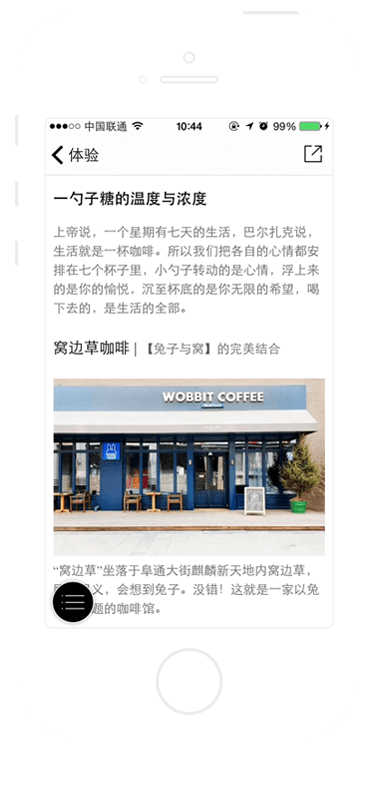 中国联通 10:44 99%
体验
一勺子糖的温度与浓度
上帝说，一个星期有七天的生活，巴尔扎克说，
生活就是一杯咖啡。所以我们把各自的心情都安
排在七个杯子里，小勺子转动的是心情，浮上来
的是你的愉悦，沉至杯底的是你无限的希望，喝
下去的，是生活的全部。
窝边草咖啡 | 【兔子与窝】的完美结合
WOBBIT COFFEE
“窝边草”坐落于阜通大街麒麟新天地内窝边草，
义，会想到兔子。没错！这就是一家以兔
题的咖啡馆。